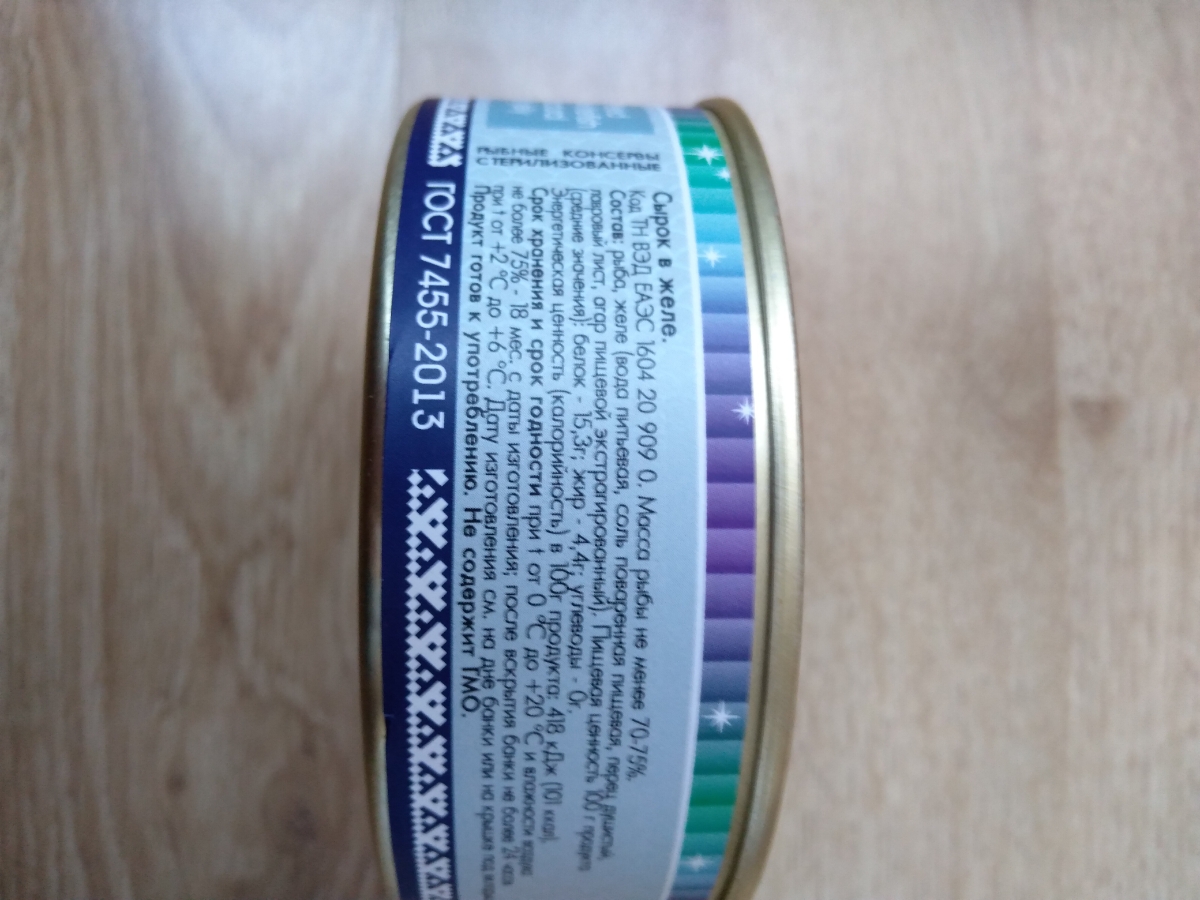 РЫБНЫЕ КОНСЕРВЫ
СТЕРИЛИЗОВАННЫЕ
Сырок в желе.
Код ТН ВЭД ЕАЭС 1604 20 909 0. Масса рыбы не менее 70-75%.
Состав: рыба, желе (вода питьевая, соль поваренная пищевая, перец душистый,
лавровый лист, агар пищевой экстрагированный). Пищевая ценность 100 г продукта
(средние значения): белок - 15,3г; жир - 4,4г; углеводы - 0г.
Энергетическая ценность (калорийность) в 100г продукта: 418 кДж (101 ккал).
Срок хранения и срок годности при t от 0 °С до +20 °С и влажности воздуха
не более 75% - 18 мес. с даты изготовления; после вскрытия банки не более 24 часа
при t от +2 °С до +6 °С. Дату изготовления см. на дне банки или на крышке под
Продукт готов к употреблению. Не содержит ГМО.
ГОСТ 7455-2013